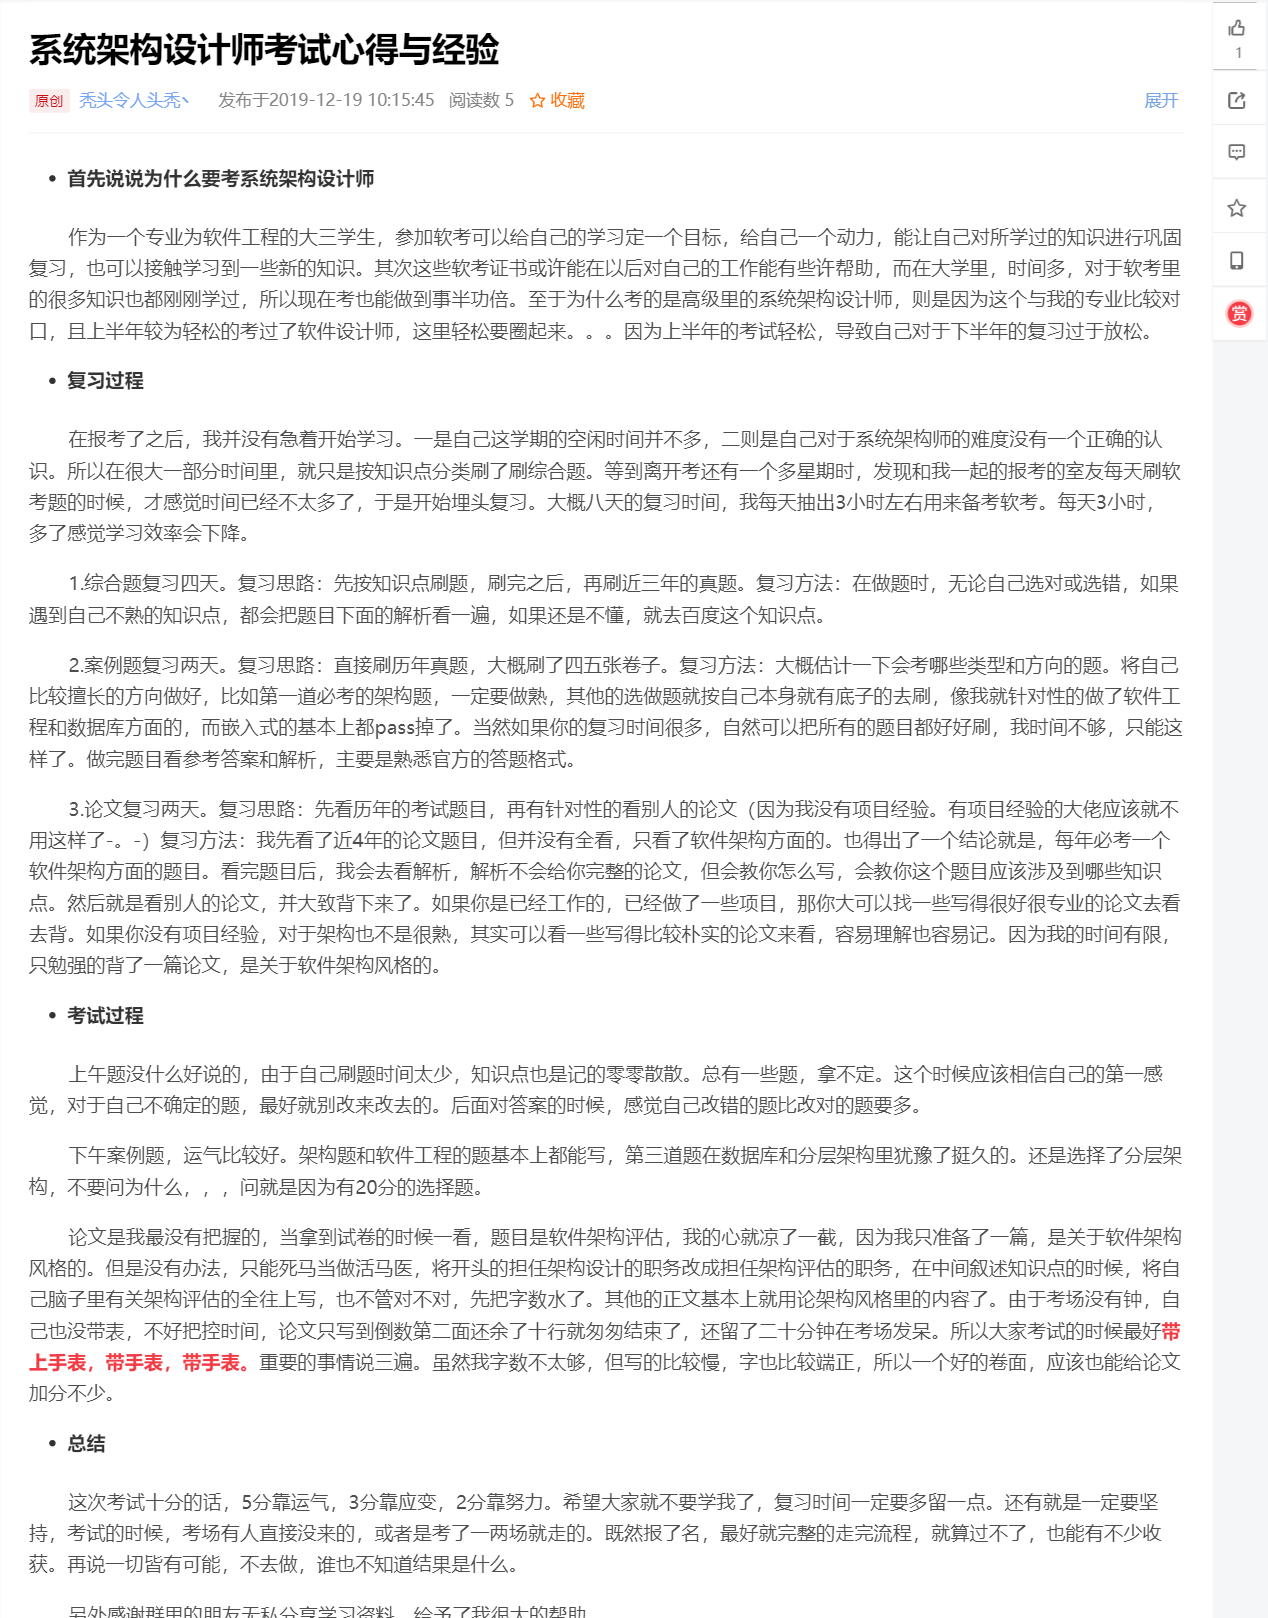 系统架构设计师考试心得与经验
原创 秃头令人头秃丶 发布于2019-12-19 10:15:45 阅读数 5 收藏 展开
1
赏
• 首先说说为什么要考系统架构设计师
作为一个专业为软件工程的大三学生，参加软考可以给自己的学习定一个目标，给自己一个动力，能让自己对所学过的知识进行巩固
复习，也可以接触学习到一些新的知识。其次这些软考证书或许能在以后对自己的工作能有些许帮助，而在大学里，时间多，对于软考里
的很多知识也都刚刚学过，所以现在考也能做到事半功倍。至于为什么考的是高级里的系统架构设计师，则是因为这个与我的专业比较对
口，且上半年较为轻松的考过了软件设计师，这里轻松要圈起来。。。因为上半年的考试轻松，导致自己对于下半年的复习过于放松。
• 复习过程
在报考了之后，我并没有急着开始学习。一是自己这学期的空闲时间并不多，二则是自己对于系统架构师的难度没有一个正确的认
识。所以在很大一部分时间里，就只是按知识点分类刷了刷综合题。等到离开考还有一个多星期时，发现和我一起的报考的室友每天刷软
考题的时候，才感觉时间已经不太多了，于是开始埋头复习。大概八天的复习时间，我每天抽出3小时左右用来备考软考。每天3小时，
多了感觉学习效率会下降。
1.综合题复习四天。复习思路：先按知识点刷题，刷完之后，再刷近三年的真题。复习方法：在做题时，无论自己选对或选错，如果
遇到自己不熟的知识点，都会把题目下面的解析看一遍，如果还是不懂，就去百度这个知识点。
2.案例题复习两天。复习思路：直接刷历年真题，大概刷了四五张卷子。复习方法：大概估计一下会考哪些类型和方向的题。将自己
比较擅长的方向做好，比如第一道必考的架构题，一定要做熟，其他的选做题就按自己本身就有底子的去刷，像我就针对性的做了软件工
程和数据库方面的，而嵌入式的基本上都pass掉了。当然如果你的复习时间很多，自然可以把所有的题目都好好刷，我时间不够，只能这
样了。做完题目看参考答案和解析，主要是熟悉官方的答题格式。
3.论文复习两天。复习思路：先看历年的考试题目，再有针对性的看别人的论文（因为我没有项目经验。有项目经验的大佬应该就不
用这样了-。-）复习方法：我先看了近4年的论文题目，但并没有全看，只看了软件架构方面的。也得出了一个结论就是，每年必考一个
软件架构方面的题目。看完题目后，我会去看解析，解析不会给你完整的论文，但会教你怎么写，会教你这个题目应该涉及到哪些知识
点。然后就是看别人的论文，并大致背下来了。如果你是已经工作的，已经做了一些项目，那你大可以找一些写得很好很专业的论文去看
去背。如果你没有项目经验，对于架构也不是很熟，其实可以看一些写得比较朴实的论文来看，容易理解也容易记。因为我的时间有限，
只勉强的背了一篇论文，是关于软件架构风格的。
• 考试过程
上午题没什么好说的，由于自己刷题时间太少，知识点也是记的零零散散。总有一些题，拿不定。这个时候应该相信自己的第一感
觉，对于自己不确定的题，最好就别改来改去的。后面对答案的时候，感觉自己改错的题比改对的题要多。
下午案例题，运气比较好。架构题和软件工程的题基本上都能写，第三道题在数据库和分层架构里犹豫了挺久的。还是选择了分层架
构，不要问为什么，，，问就是因为有20分的选择题。
论文是我最没有把握的，当拿到试卷的时候一看，题目是软件架构评估，我的心就凉了一截，因为我只准备了一篇，是关于软件架构
风格的。但是没有办法，只能死马当做活马医，将开头的担任架构设计的职务改成担任架构评估的职务，在中间叙述知识点的时候，将自
己脑子里有关架构评估的全往上写，也不管对不对，先把字数水了。其他的正文基本上就用论架构风格里的内容了。由于考场没有钟，自
己也没带表，不好把控时间，论文只写到倒数第二面还余了十行就匆匆结束了，还留了二十分钟在考场发呆。所以大家考试的时候最好带
上手表，带手表，带手表。重要的事情说三遍。虽然我字数不太够，但写的比较慢，字也比较端正，所以一个好的卷面，应该也能给论文
加分不少。
• 总结
这次考试十分的话，5分靠运气，3分靠应变，2分靠努力。希望大家就不要学我了，复习时间一定要多留一点。还有就是一定要坚
持，考试的时候，考场有人直接没来的，或者是考了一两场就走的。既然报了名，最好就完整的走完流程，就算过不了，也能有不少收
获。再说一切皆有可能，不去做，谁也不知道结果是什么。
另外感谢群里的朋友无私分享学习资料，给予了我很大的帮助